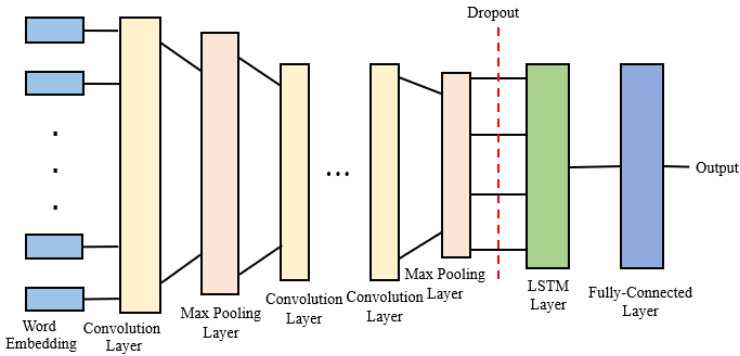 Dropout
Output
Word
Embedding
Convolution
Layer
Max Pooling
Layer
Convolution
Layer
Convolution
Layer
Max Pooling
Layer
LSTM
Layer
Fully-Connected
Layer